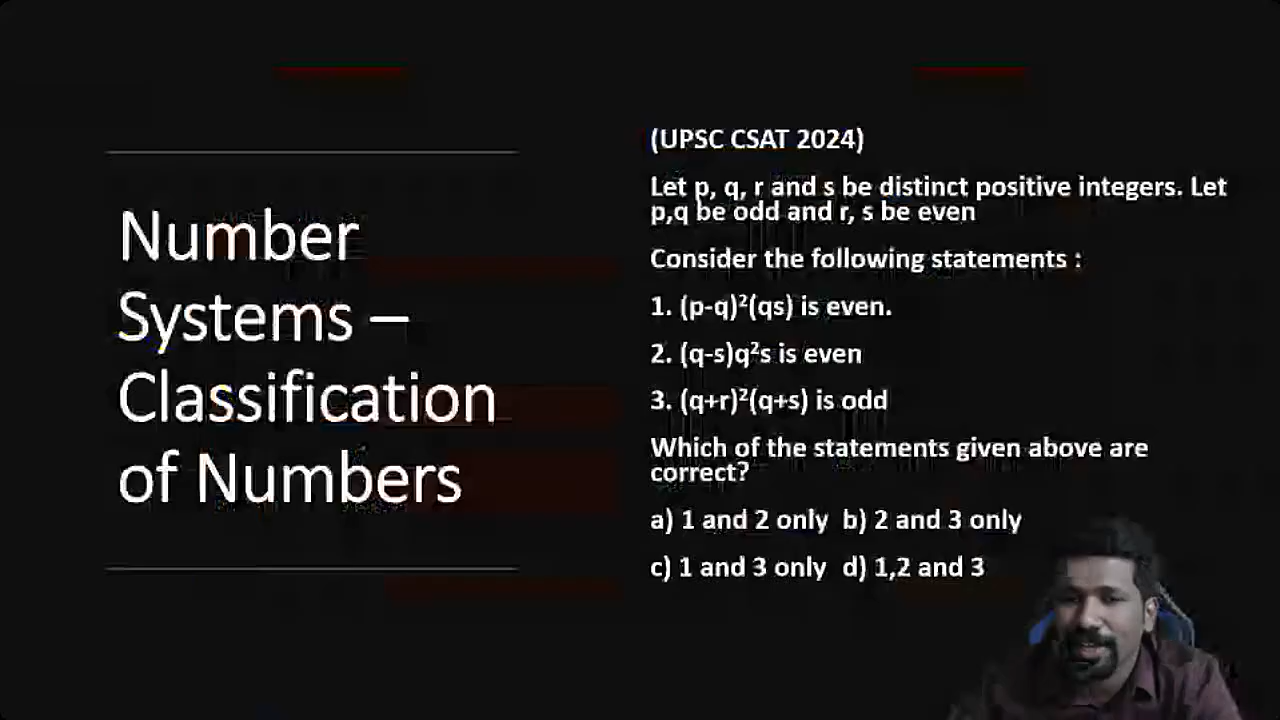 Number
Systems –
Classification
of Numbers
(UPSC CSAT 2024)
Let p, q, r and s be distinct positive integers. Let
p,q be odd and r, s be even
Consider the following statements :
1. (p-q)²(qs) is even.
2. (q-s)q²s is even
3. (q+r)²(q+s) is odd
Which of the statements given above are
correct?
a) 1 and 2 only b) 2 and 3 only
c) 1 and 3 only d) 1,2 and 3